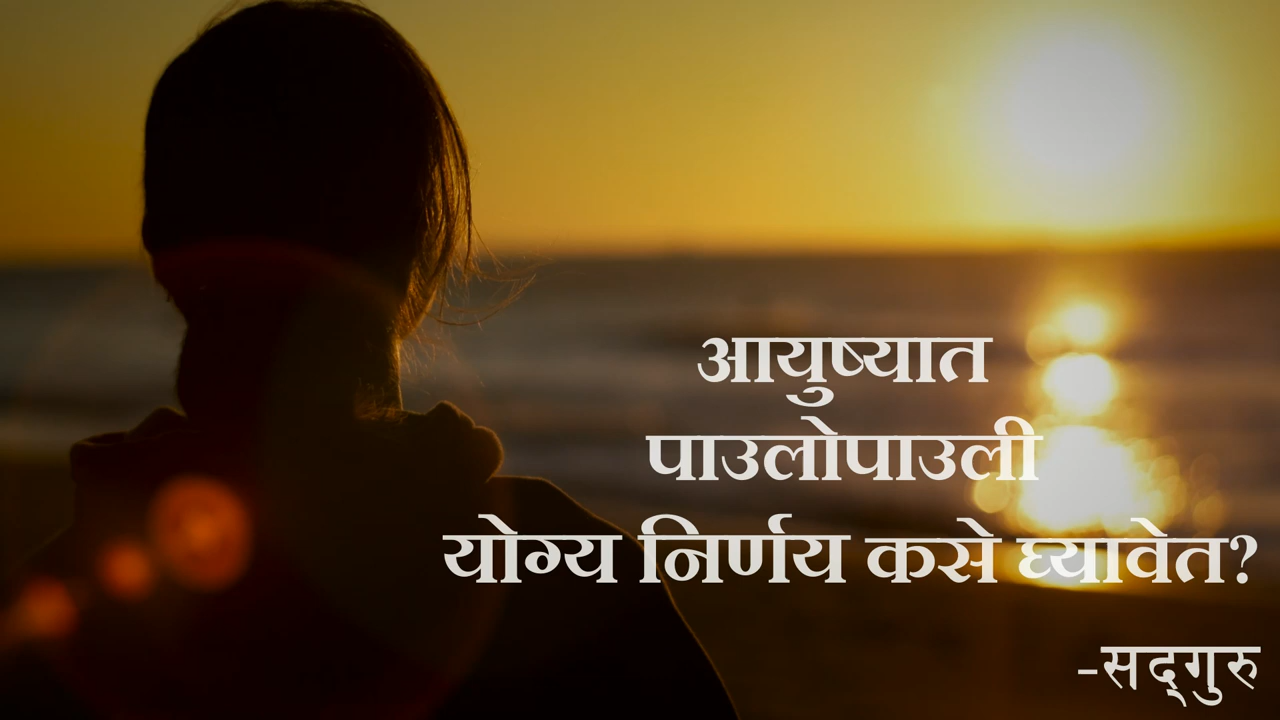 आयुष्यात
पाउलोपाउली
योग्य निर्णय कसे घ्यावेत?
-सद्‌गुरु